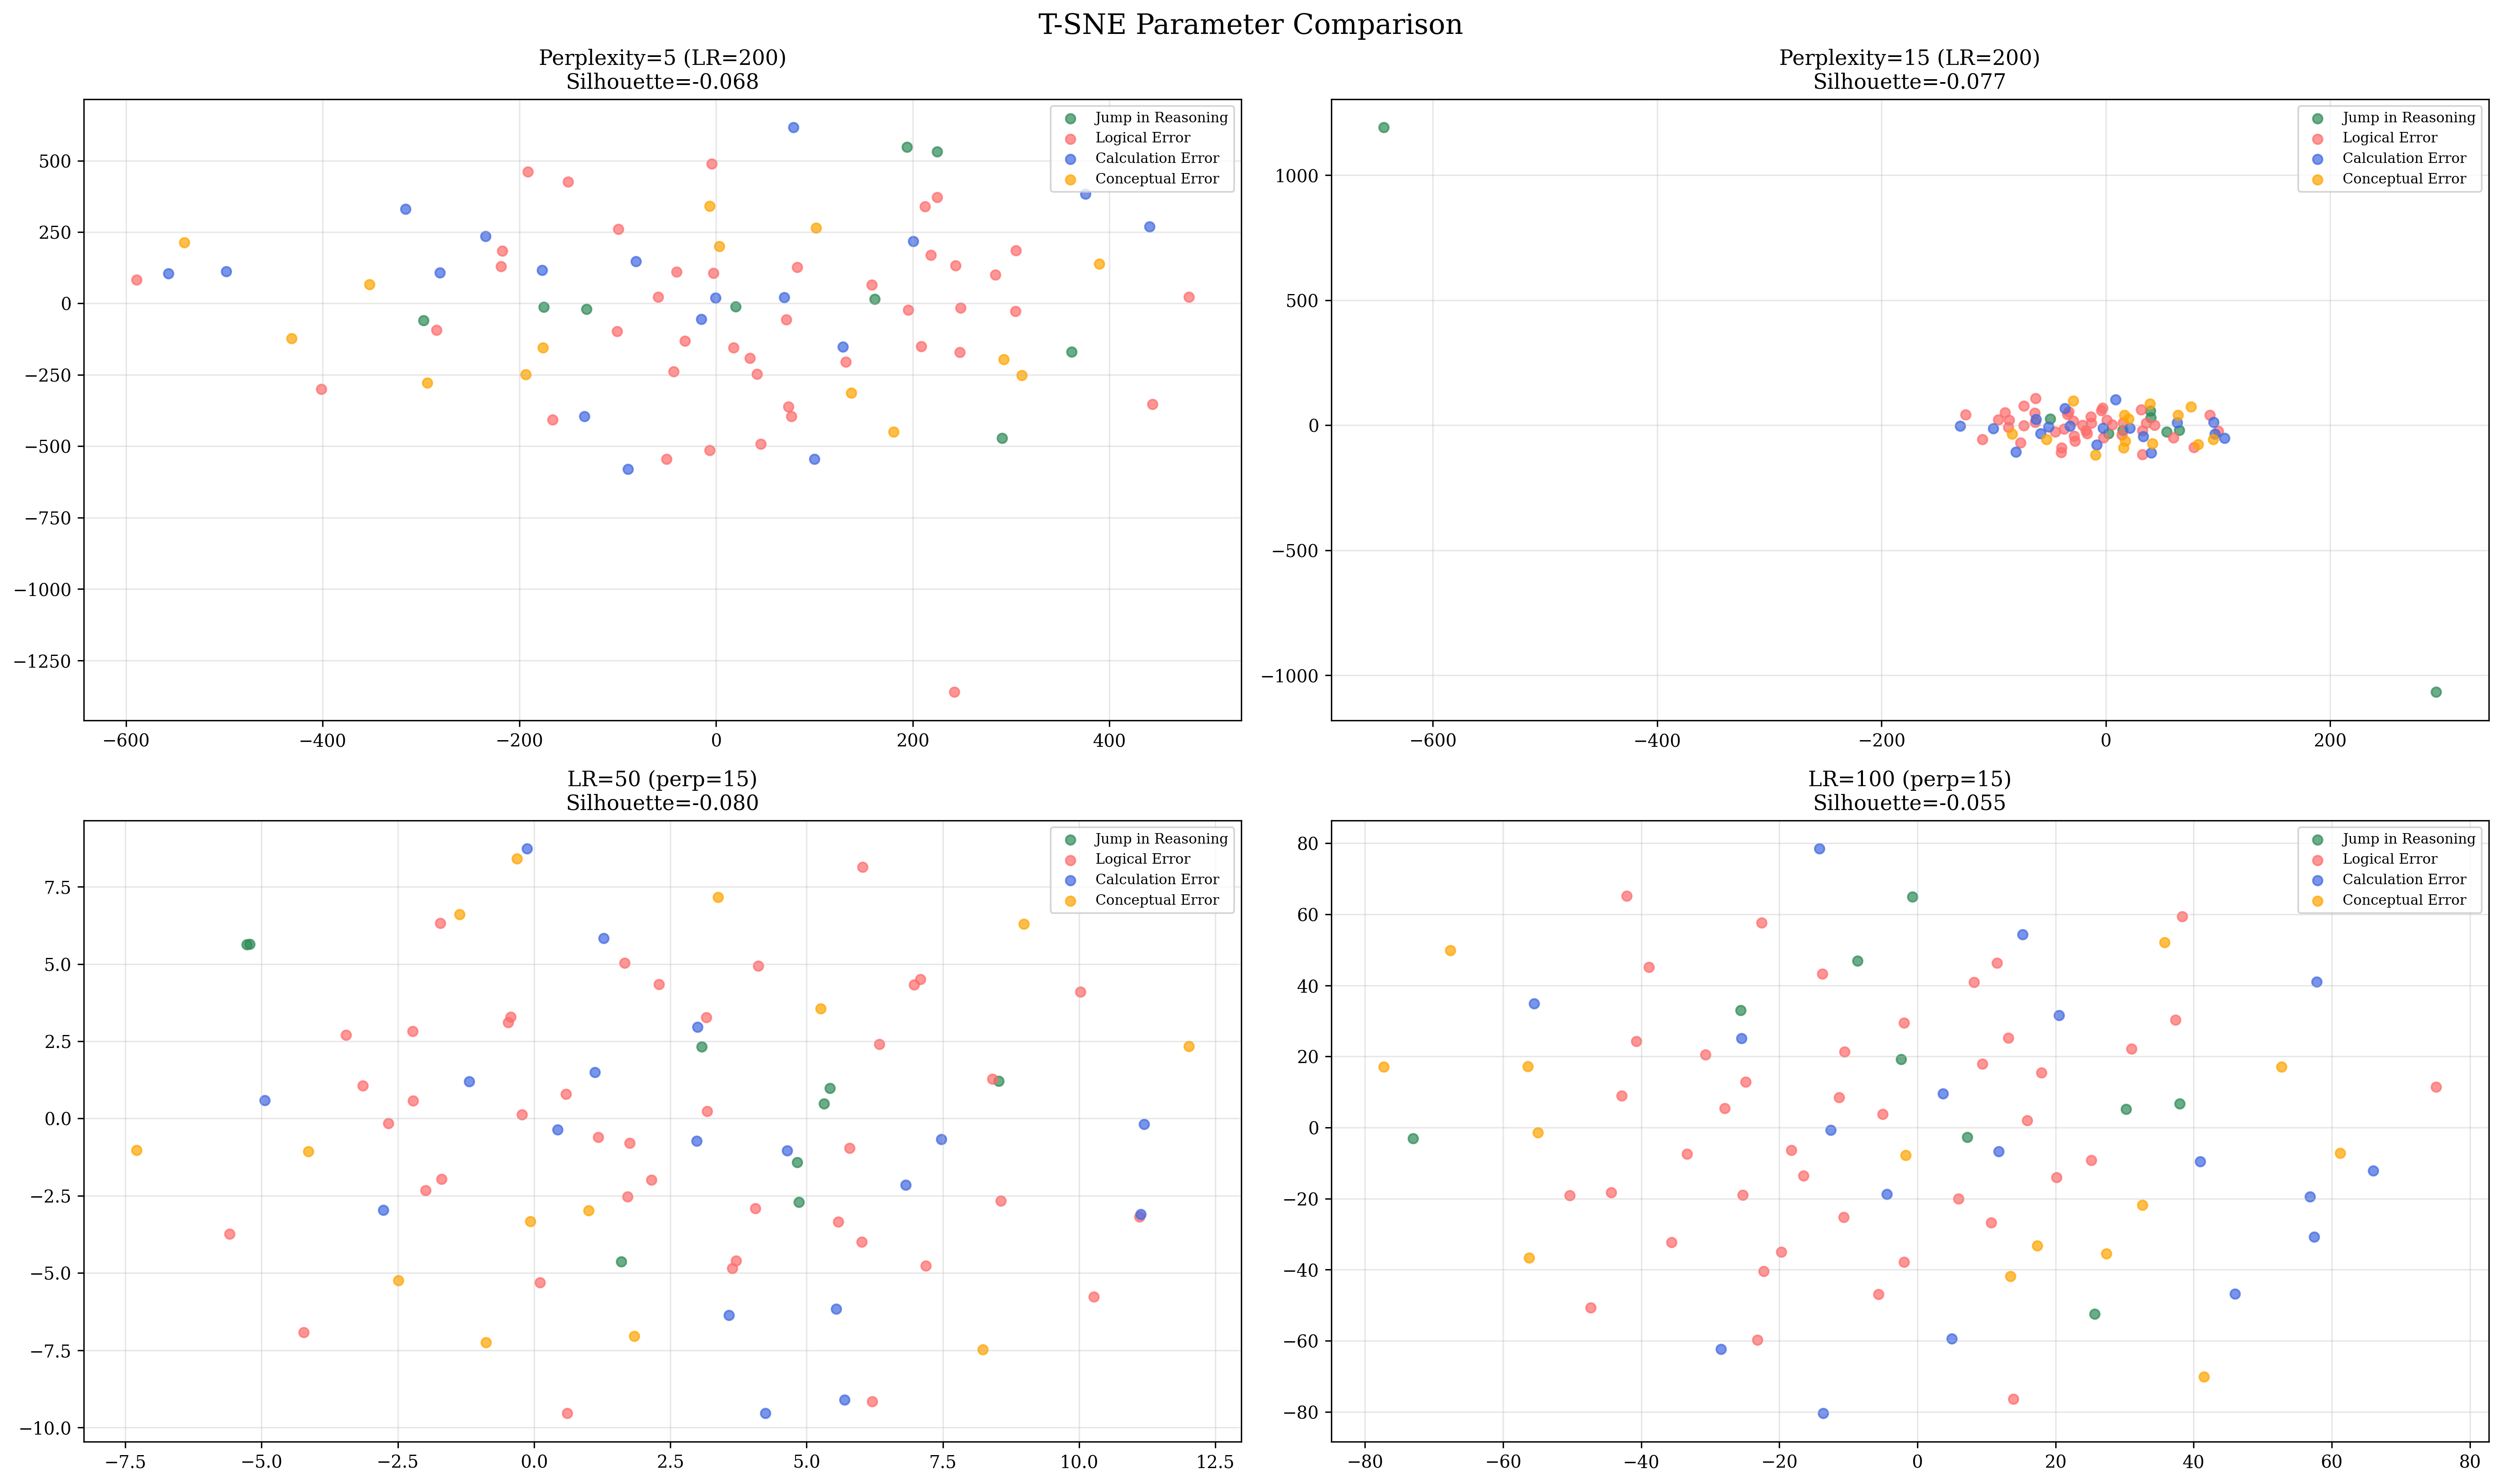 T-SNE Parameter Comparison
Perplexity=5 (LR=200)
Silhouette=-0.068
Jump in Reasoning
Logical Error
Calculation Error
Conceptual Error
500
250
0
−250
−500
−750
−1000
−1250
−600
−400
−200
0
200
400
Perplexity=15 (LR=200)
Silhouette=-0.077
Jump in Reasoning
Logical Error
Calculation Error
Conceptual Error
1000
500
0
−500
−1000
−600
−400
−200
0
200
LR=50 (perp=15)
Silhouette=-0.080
Jump in Reasoning
Logical Error
Calculation Error
Conceptual Error
7.5
5.0
2.5
0.0
−2.5
−5.0
−7.5
−10.0
−7.5
−5.0
−2.5
0.0
2.5
5.0
7.5
10.0
12.5
LR=100 (perp=15)
Silhouette=-0.055
Jump in Reasoning
Logical Error
Calculation Error
Conceptual Error
80
60
40
20
0
−20
−40
−60
−80
−80
−60
−40
−20
0
20
40
60
80